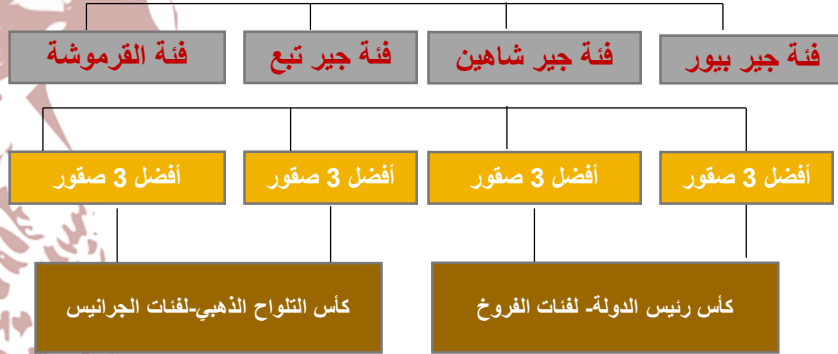 فئة جير بيور
فئة جير شاهين
فئة جير تبع
فئة القرموشة
أفضل 3 صقور
أفضل 3 صقور
أفضل 3 صقور
أفضل 3 صقور
كأس رئيس الدولة- لفئات الفروخ
كأس التلواح الذهبي-لفئات الجرانيس